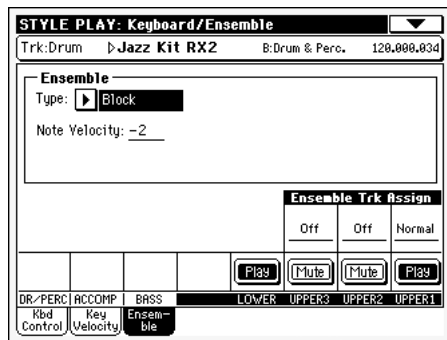 STYLE PLAY: Keyboard/Ensemble
Trk:Drum ▷Jazz Kit RX2 B:Drum & Perc. 120.000.034
Ensemble
Type: Block
Note Velocity: -2
Ensemble Trk Assign
Off Off Normal
Play Mute Mute Play
DR/PERC ACCOMP BASS LOWER UPPER3 UPPER2 UPPER1
Kbd Control Key Velocity Ensem-ble